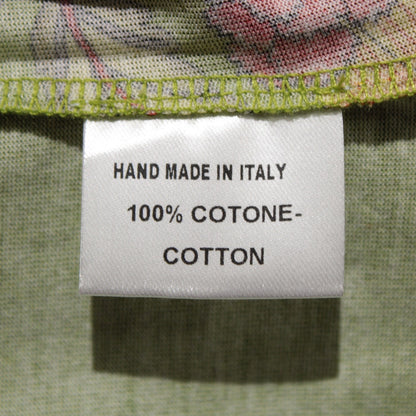 HAND MADE IN ITALY
100% COTONE-
COTTON